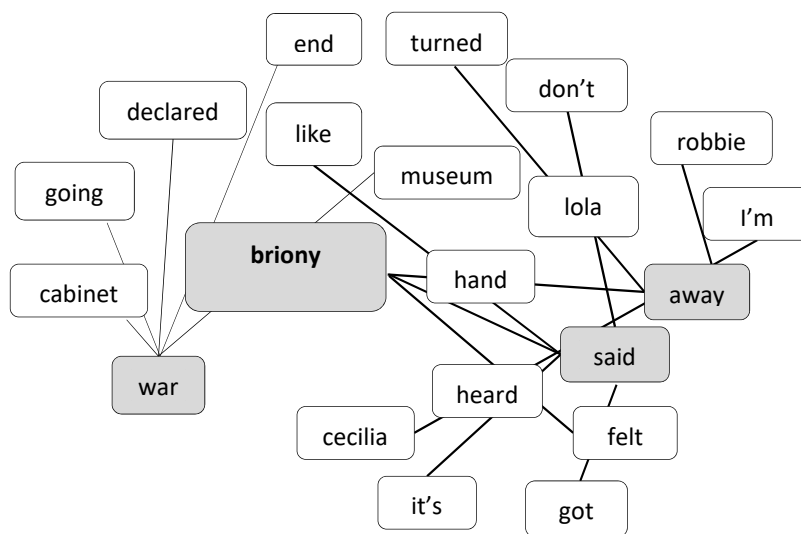 end
turned
don’t
declared
like
robbie
museum
going
lola
I’m
briony
hand
cabinet
away
said
war
heard
cecilia
felt
it’s
got